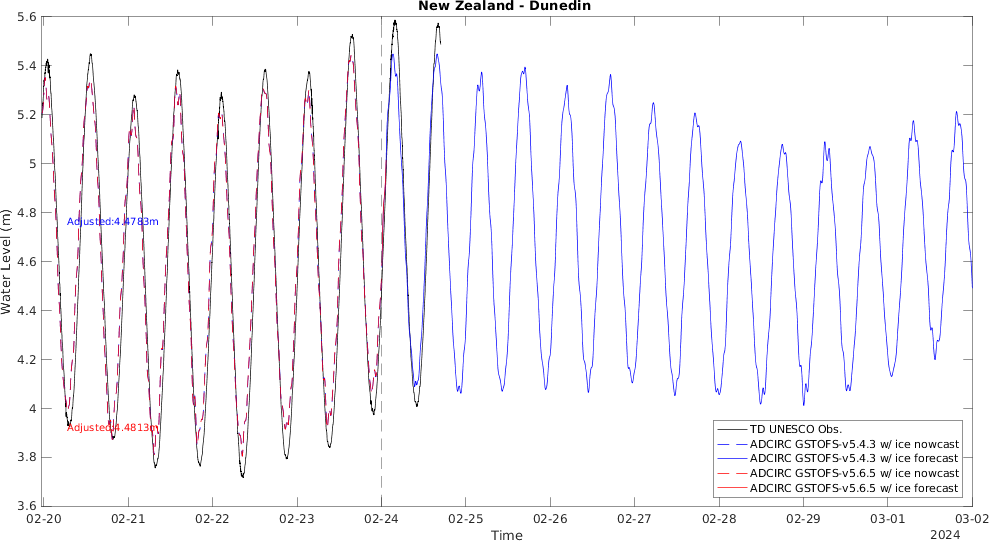 New Zealand - Dunedin
Water Level (m)
5.6
5.4
5.2
5
4.8
4.6
4.4
4.2
4
3.8
3.6
Adjusted:4.4783m
Adjusted:4.4813m
TD UNESCO Obs.
ADCIRC GSTOFS-v5.4.3 w/ ice nowcast
ADCIRC GSTOFS-v5.4.3 w/ ice forecast
ADCIRC GSTOFS-v5.6.5 w/ ice nowcast
ADCIRC GSTOFS-v5.6.5 w/ ice forecast
02-20 02-21 02-22 02-23 02-24 02-25 02-26 02-27 02-28 02-29 03-01 03-02
Time
2024